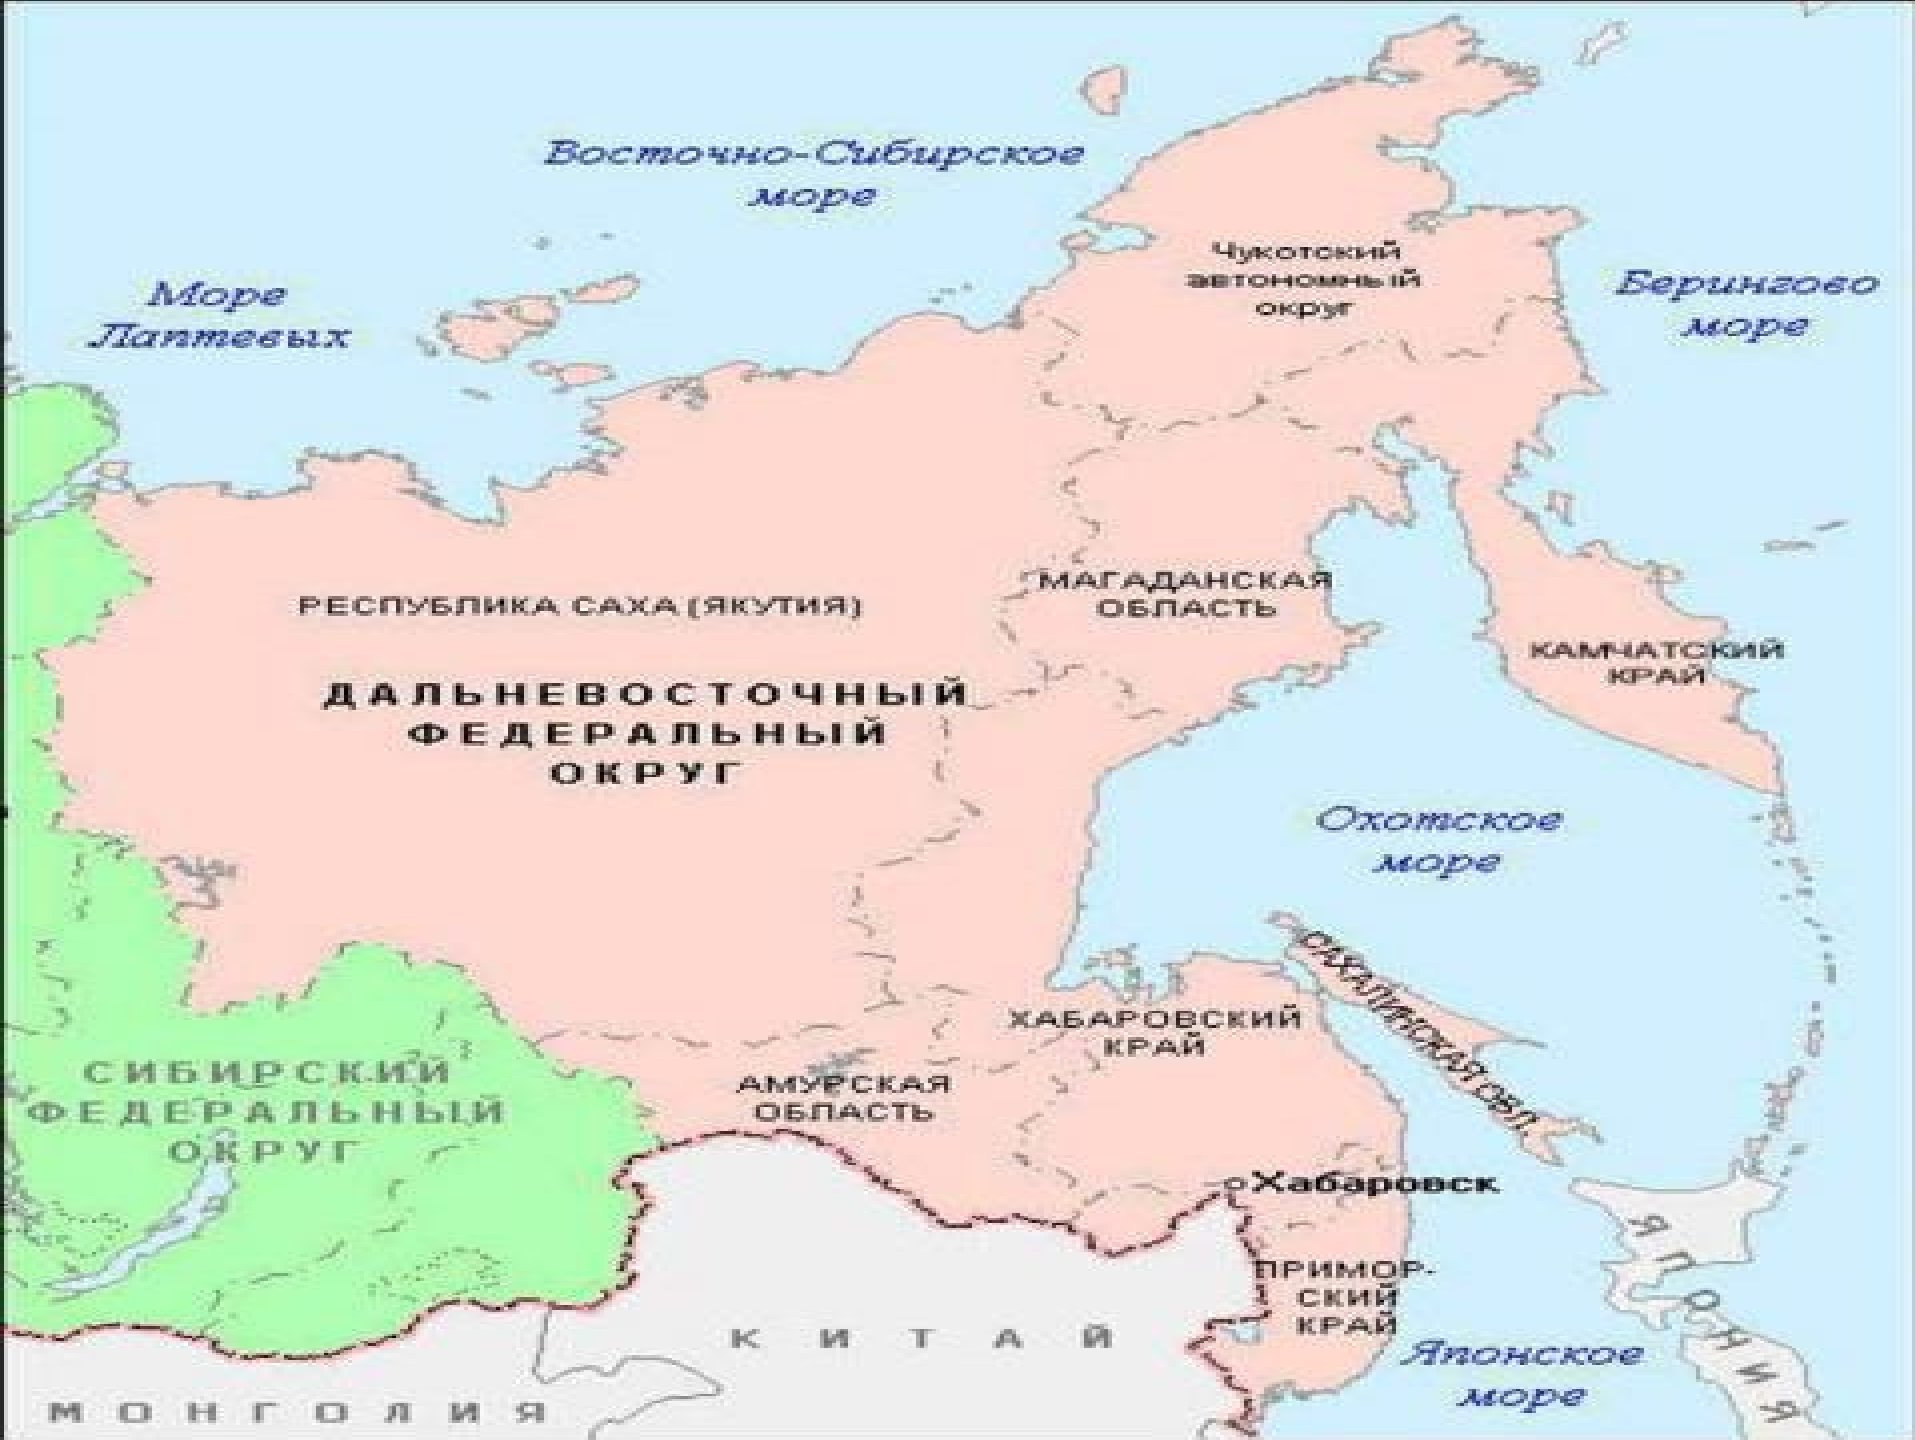 Восточно-Сибирское
море
Море
Лаптевых
Чукотский
автономный
округ
Берингово
море
РЕСПУБЛИКА САХА (ЯКУТИЯ)
МАГАДАНСКАЯ
ОБЛАСТЬ
КАМЧАТСКИЙ
КРАЙ
ДАЛЬНЕВОСТОЧНЫЙ
ФЕДЕРАЛЬНЫЙ
ОКРУГ
Охотское
море
САХАЛИНСКАЯ ОБЛ.
ХАБАРОВСКИЙ
КРАЙ
АМУРСКАЯ
ОБЛАСТЬ
СИБИРСКИЙ
ФЕДЕРАЛЬНЫЙ
ОКРУГ
Хабаровск
ПРИМОР-
СКИЙ
КРАЙ
ЯПОНИЯ
КИТАЙ
Японское
море
МОНГОЛИЯ